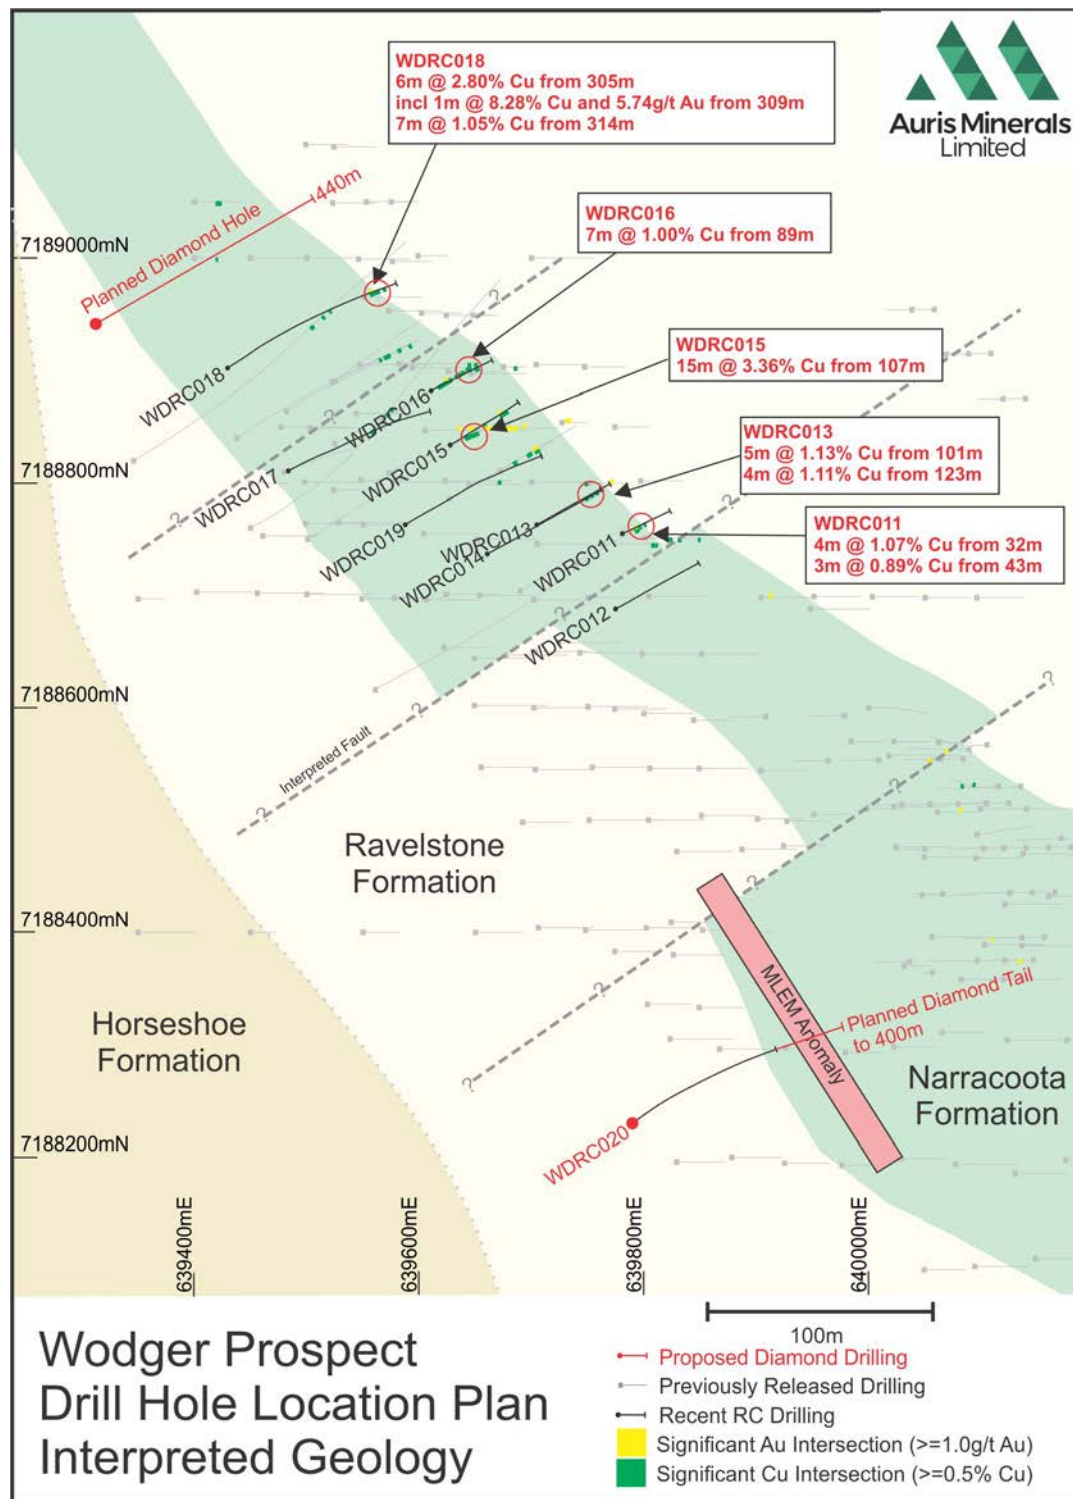 WDRC018
6m @ 2.80% Cu from 305m
incl 1m @ 8.28% Cu and 5.74g/t Au from 309m
7m @ 1.05% Cu from 314m
Auris Minerals
Limited
440m
Planned Diamond Hole
WDRC016
7m @ 1.00% Cu from 89m
7189000mN
?
WDRC015
15m @ 3.36% Cu from 107m
WDRC018
?
WDRC016
?
WDRC013
5m @ 1.13% Cu from 101m
4m @ 1.11% Cu from 123m
WDRC015
7188800mN
WDRC017
?
?
WDRC011
4m @ 1.07% Cu from 32m
3m @ 0.89% Cu from 43m
WDRC019
WDRC013
WDRC014
WDRC011
?
WDRC012
?
7188600mN
?
Interpreted Fault
?
?
Ravelstone
Formation
?
7188400mN
?
MLEM Anomaly
Planned Diamond Tail
to 400m
Horseshoe
Formation
?
Narracoota
Formation
WDRC020
7188200mN
639400mE
639600mE
639800mE
640000mE
100m
Wodger Prospect
Drill Hole Location Plan
Interpreted Geology
Proposed Diamond Drilling
Previously Released Drilling
Recent RC Drilling
Significant Au Intersection (>=1.0g/t Au)
Significant Cu Intersection (>=0.5% Cu)